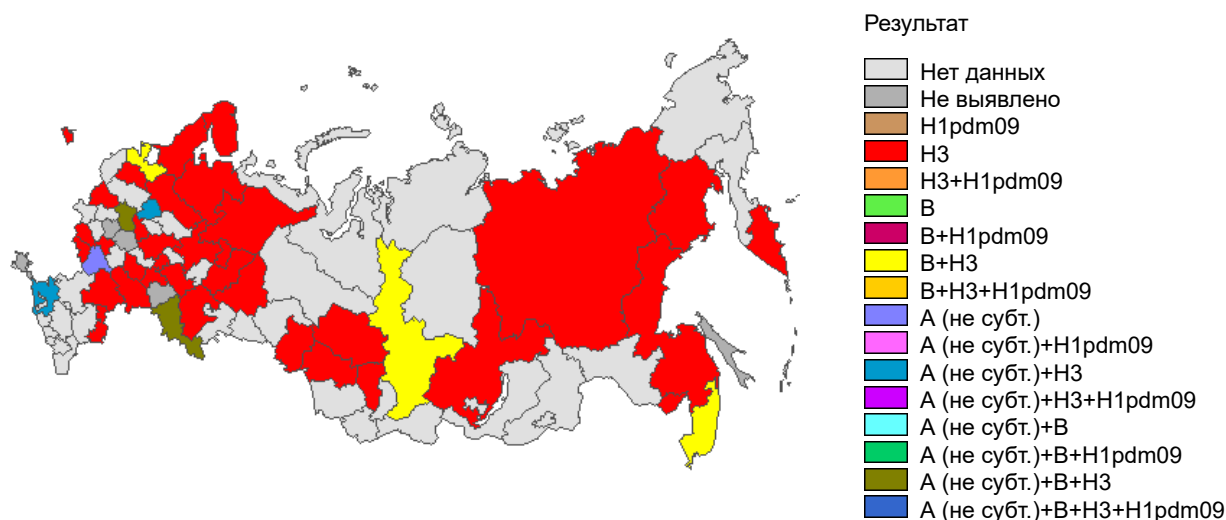 Результат
Нет данных
Не выявлено
H1pdm09
H3
H3+H1pdm09
B
B+H1pdm09
B+H3
B+H3+H1pdm09
А (не субт.)
А (не субт.)+H1pdm09
А (не субт.)+H3
А (не субт.)+H3+H1pdm09
А (не субт.)+B
А (не субт.)+B+H1pdm09
А (не субт.)+B+H3
А (не субт.)+B+H3+H1pdm09